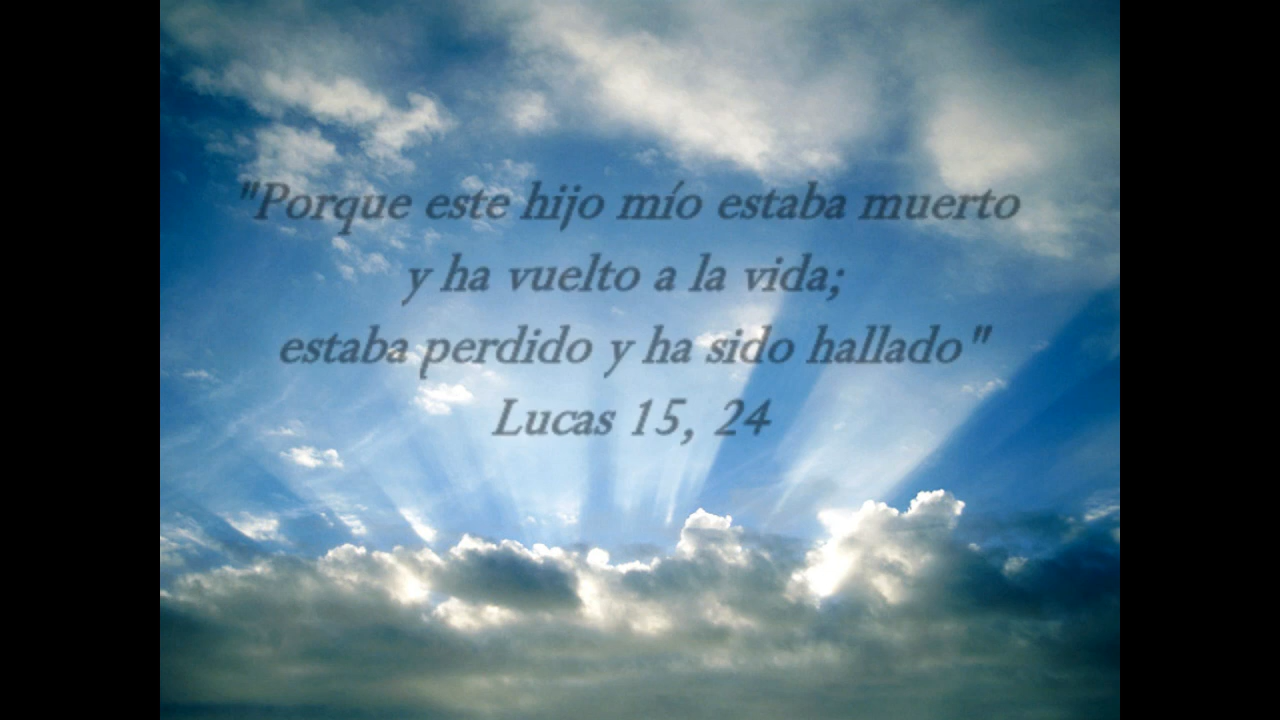 "Porque este hijo mío estaba muerto
y ha vuelto a la vida;
estaba perdido y ha sido hallado"
Lucas 15, 24